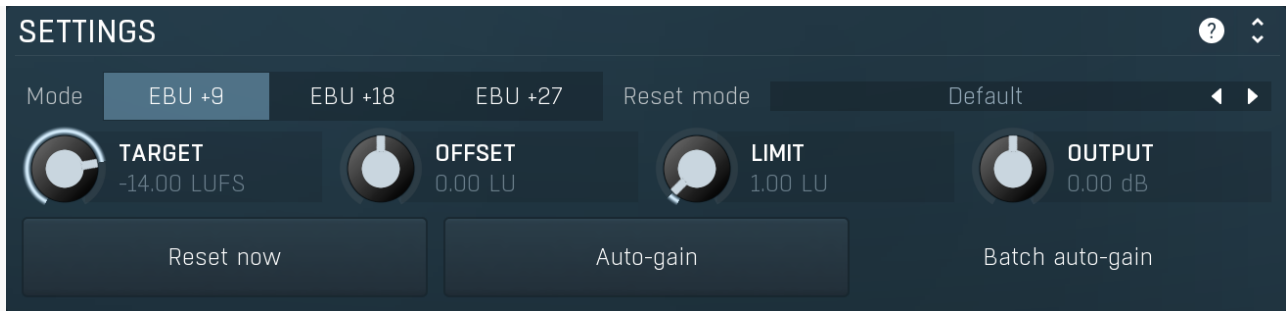 SETTINGS
?
Mode EBU +9 EBU +18 EBU +27 Reset mode Default
TARGET OFFSET LIMIT OUTPUT
-14.00 LUFS 0.00 LU 1.00 LU 0.00 dB
Reset now Auto-gain Batch auto-gain